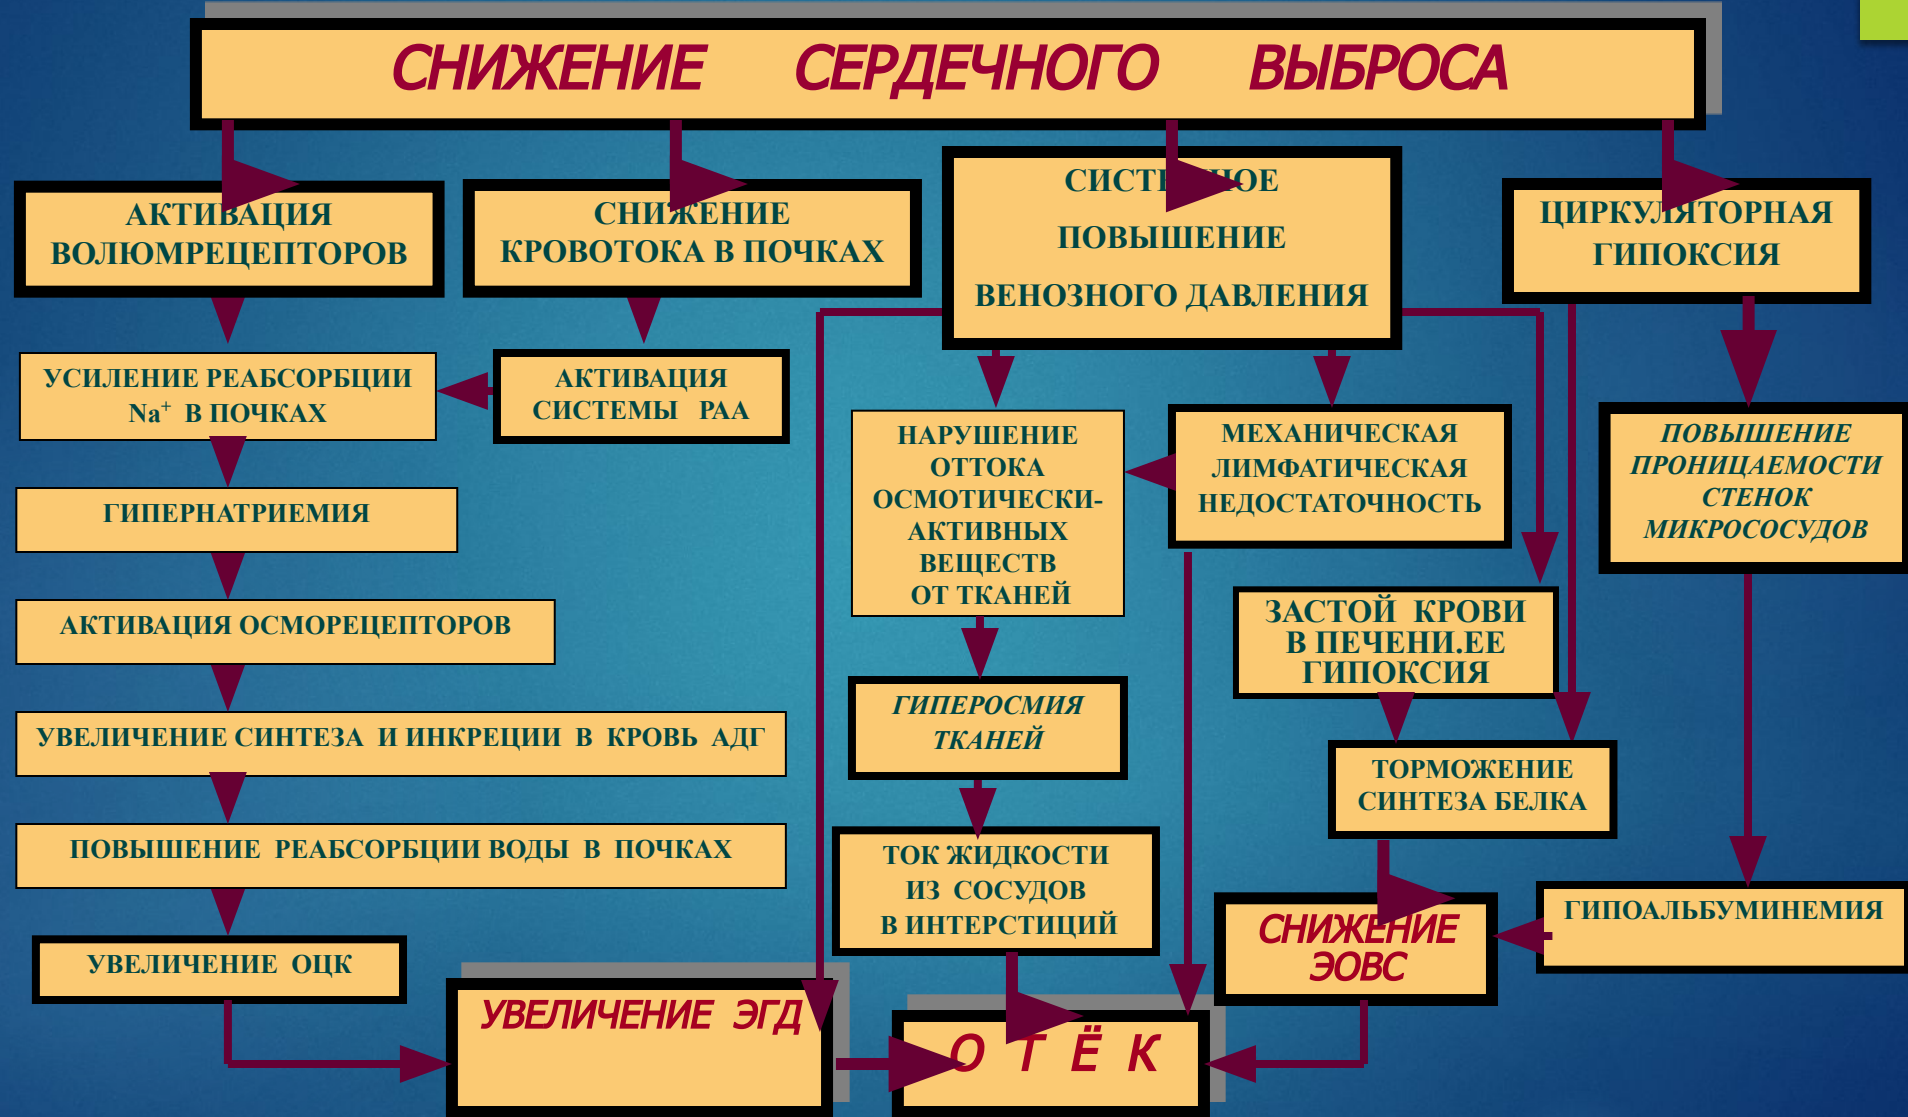 СНИЖЕНИЕ СЕРДЕЧНОГО ВЫБРОСА
АКТИВАЦИЯ
ВОЛЮМРЕЦЕПТОРОВ
СНИЖЕНИЕ
КРОВОТОКА В ПОЧКАХ
СИСТЕМНОЕ
ПОВЫШЕНИЕ
ВЕНОЗНОГО ДАВЛЕНИЯ
ЦИРКУЛЯТОРНАЯ
ГИПОКСИЯ
УСИЛЕНИЕ РЕАБСОРБЦИИ
Na⁺ В ПОЧКАХ
АКТИВАЦИЯ
СИСТЕМЫ РАА
НАРУШЕНИЕ
ОТТОКА
ОСМОТИЧЕСКИ-
АКТИВНЫХ
ВЕЩЕСТВ
ОТ ТКАНЕЙ
МЕХАНИЧЕСКАЯ
ЛИМФАТИЧЕСКАЯ
НЕДОСТАТОЧНОСТЬ
ПОВЫШЕНИЕ
ПРОНИЦАЕМОСТИ
СТЕНОК
МИКРОСОСУДОВ
ГИПЕРНАТРИЕМИЯ
АКТИВАЦИЯ ОСМОРЕЦЕПТОРОВ
ЗАСТОЙ КРОВИ
В ПЕЧЕНИ.ЕЕ
ГИПОКСИЯ
ГИПЕРОСМИЯ
ТКАНЕЙ
УВЕЛИЧЕНИЕ СИНТЕЗА И ИНКРЕЦИИ В КРОВЬ АДГ
ТОРМОЖЕНИЕ
СИНТЕЗА БЕЛКА
ПОВЫШЕНИЕ РЕАБСОРБЦИИ ВОДЫ В ПОЧКАХ
ТОК ЖИДКОСТИ
ИЗ СОСУДОВ
В ИНТЕРСТИЦИЙ
СНИЖЕНИЕ
ЭОВС
ГИПОАЛЬБУМИНЕМИЯ
УВЕЛИЧЕНИЕ ОЦК
УВЕЛИЧЕНИЕ ЭГД
О Т Ё К